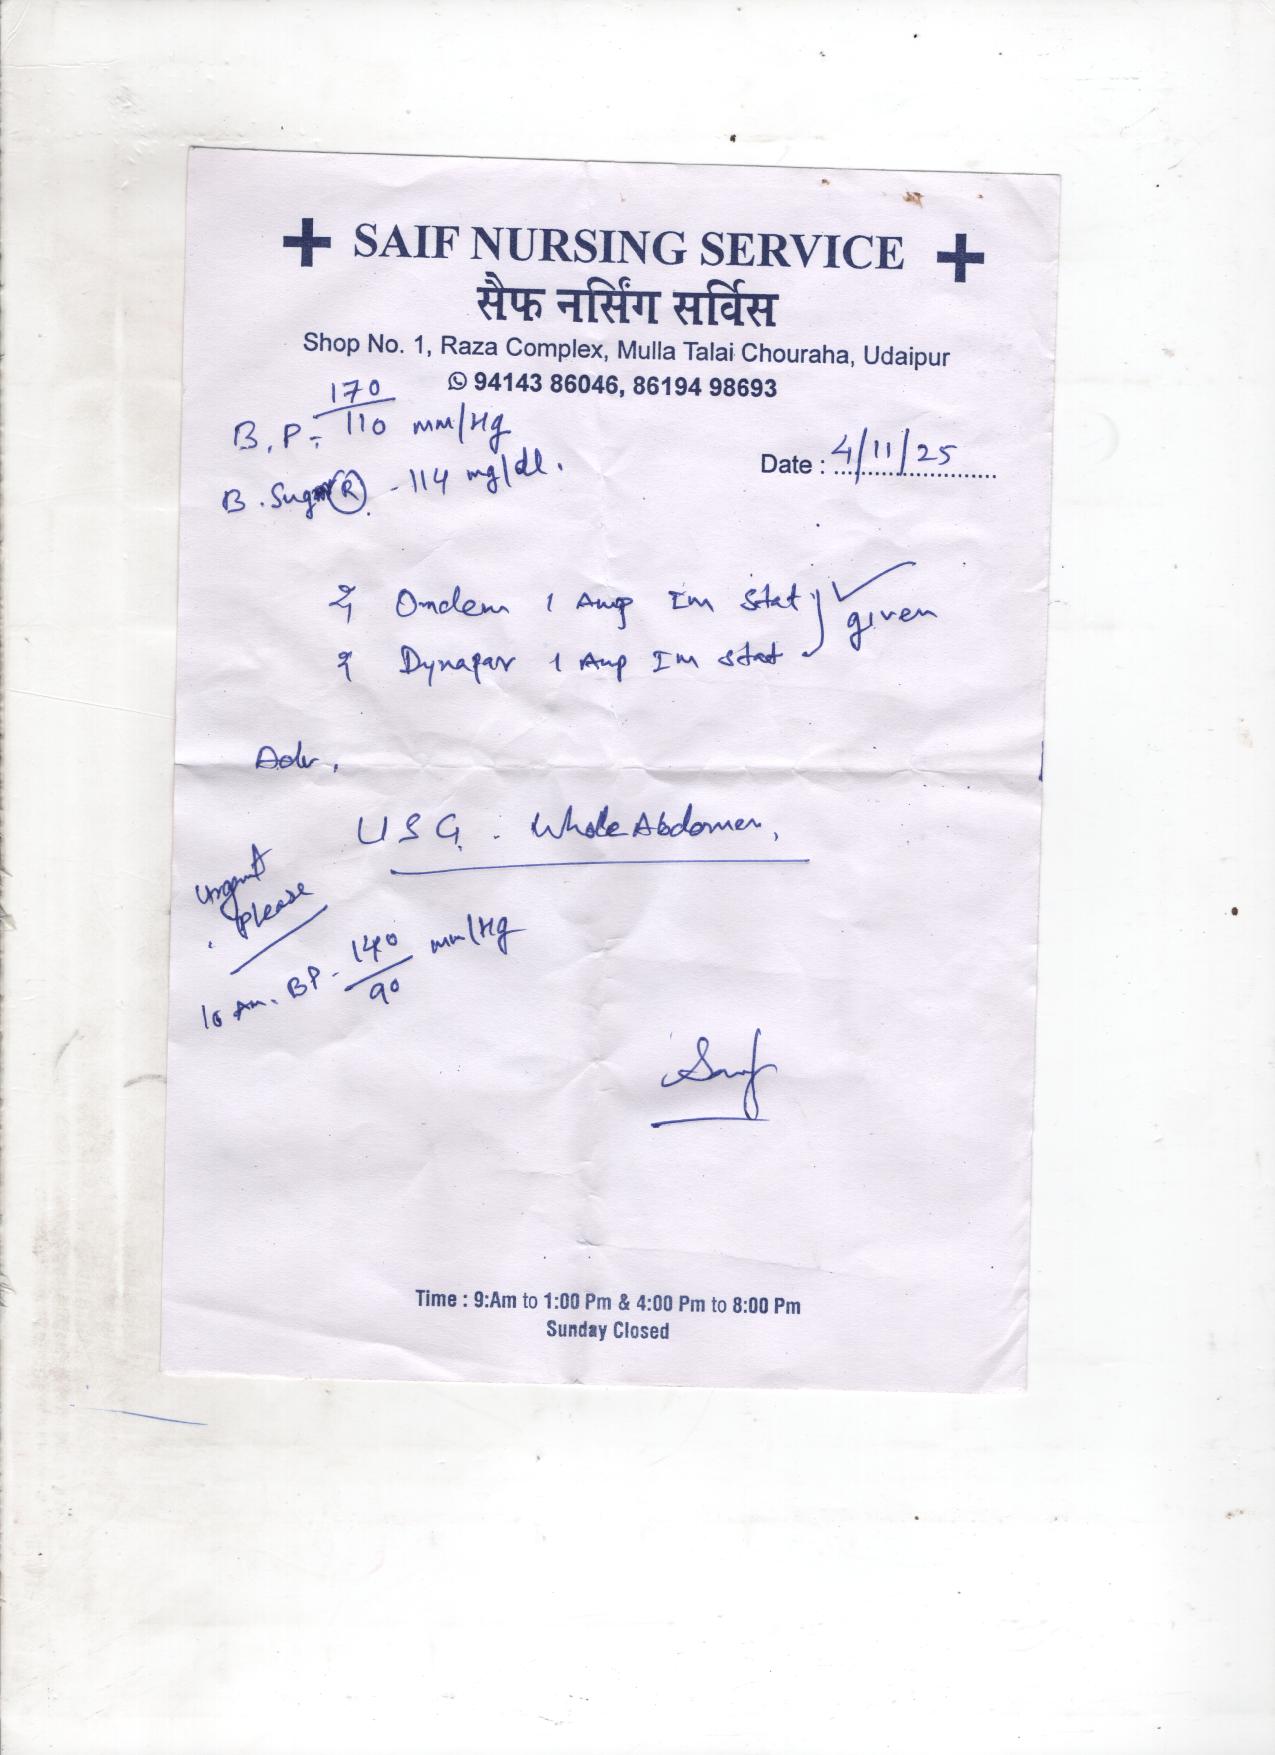 SAIF NURSING SERVICE
सैफ नर्सिंग सर्विस
Shop No. 1, Raza Complex, Mulla Talai Chouraha, Udaipur
94143 86046, 86194 98693
B.P- 170/110 mm/Hg
Date : 4/11/25
B. Sugar (R) - 114 mg/dl.
Ondem 1 Amp Im stat
given
Dynapar 1 Amp Im stat
Adv,
USG. Whole Abdomen,
Urgent
Please
10 Am. BP - 140/90 mm/Hg
Saif
Time : 9:Am to 1:00 Pm & 4:00 Pm to 8:00 Pm
Sunday Closed